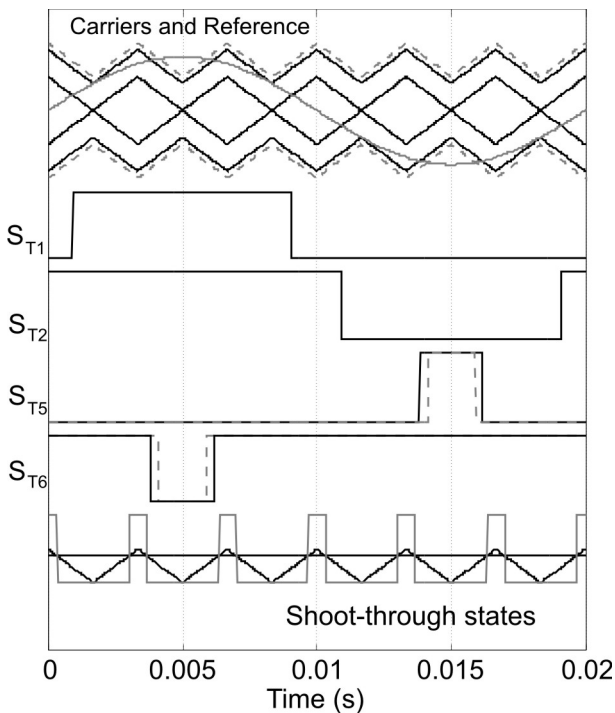 Carriers and Reference
S_T1
S_T2
S_T5
S_T6
Shoot-through states
0 0.005 0.01 0.015 0.02
Time (s)